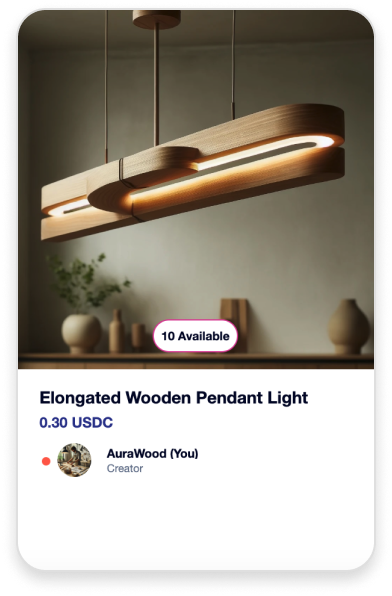 10 Available
Elongated Wooden Pendant Light
0.30 USDC
AuraWood (You)
Creator